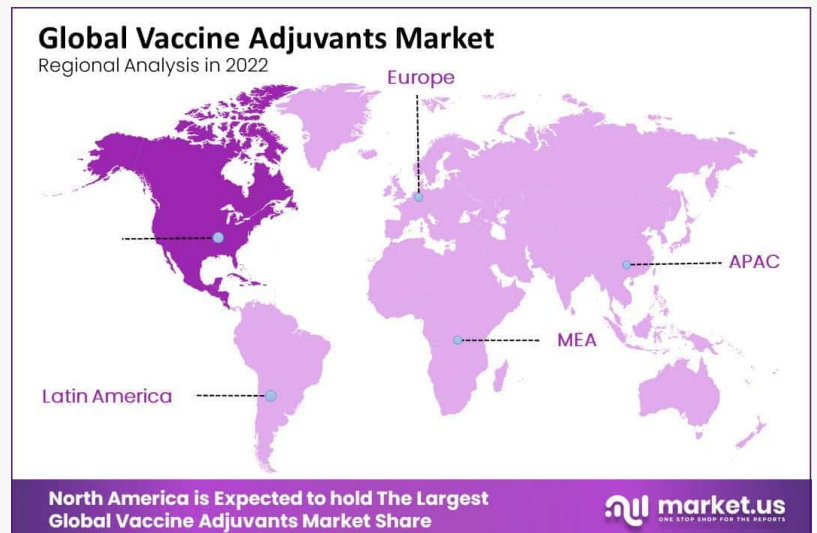 Global Vaccine Adjuvants Market
Regional Analysis in 2022
Europe
APAC
MEA
Latin America
North America is Expected to hold The Largest
Global Vaccine Adjuvants Market Share
market.us
ONE STOP SHOP FOR THE REPORTS